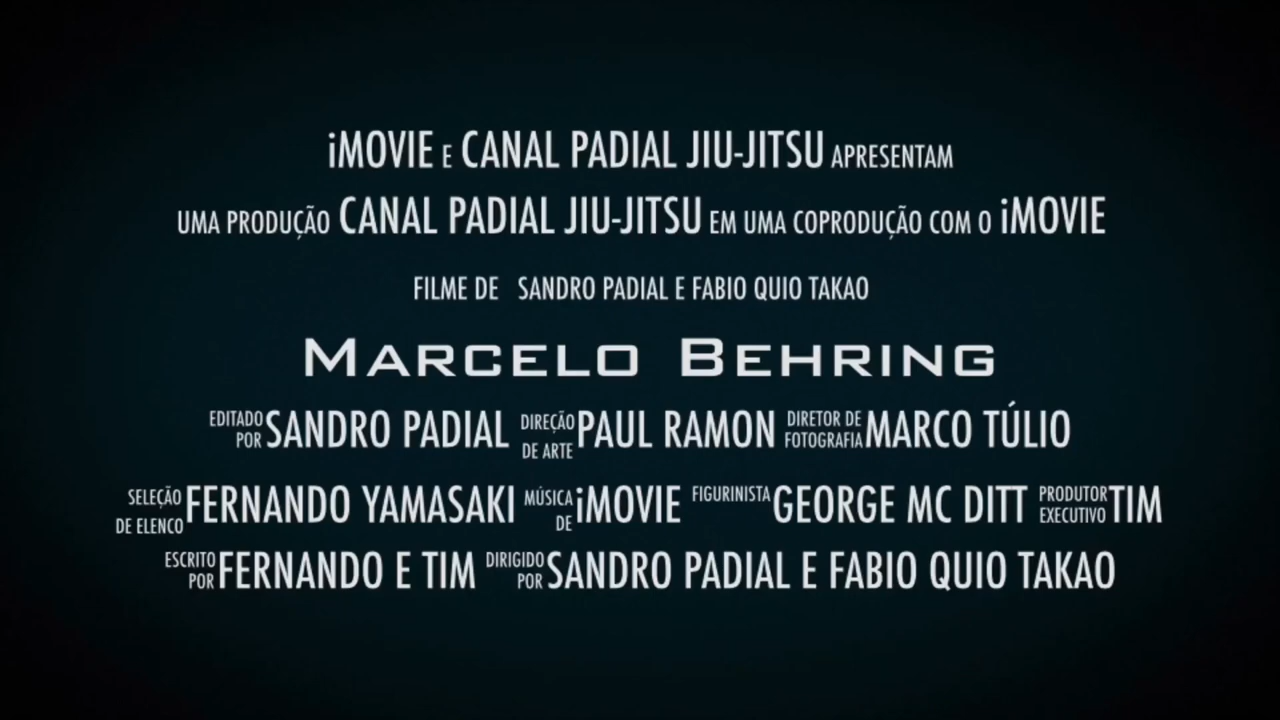 iMOVIE E CANAL PADIAL JIU-JITSU APRESENTAM
UMA PRODUÇÃO CANAL PADIAL JIU-JITSU EM UMA COPRODUÇÃO COM O iMOVIE
FILME DE SANDRO PADIAL E FABIO QUIO TAKAO
MARCELO BEHRING
EDITADO POR SANDRO PADIAL DIREÇÃO DE ARTE PAUL RAMON DIRETOR DE FOTOGRAFIA MARCO TÚLIO
SELEÇÃO DE ELENCO FERNANDO YAMASAKI MÚSICA DE iMOVIE FIGURINISTA GEORGE MC DITT PRODUTOR EXECUTIVO TIM
ESCRITO POR FERNANDO E TIM DIRIGIDO POR SANDRO PADIAL E FABIO QUIO TAKAO